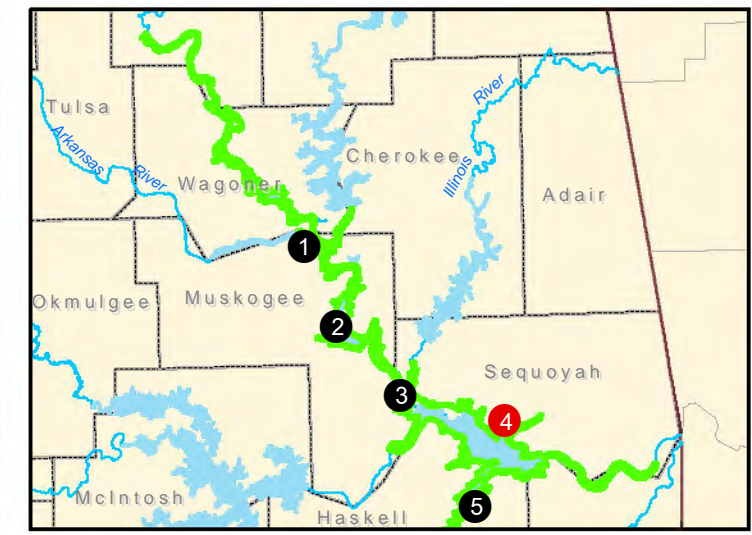 Tulsa
Arkansas
River
Wagoner
Cherokee
Illinois
River
Adair
1
Okmulgee
Muskogee
2
Sequoyah
3
4
McIntosh
Haskell
5